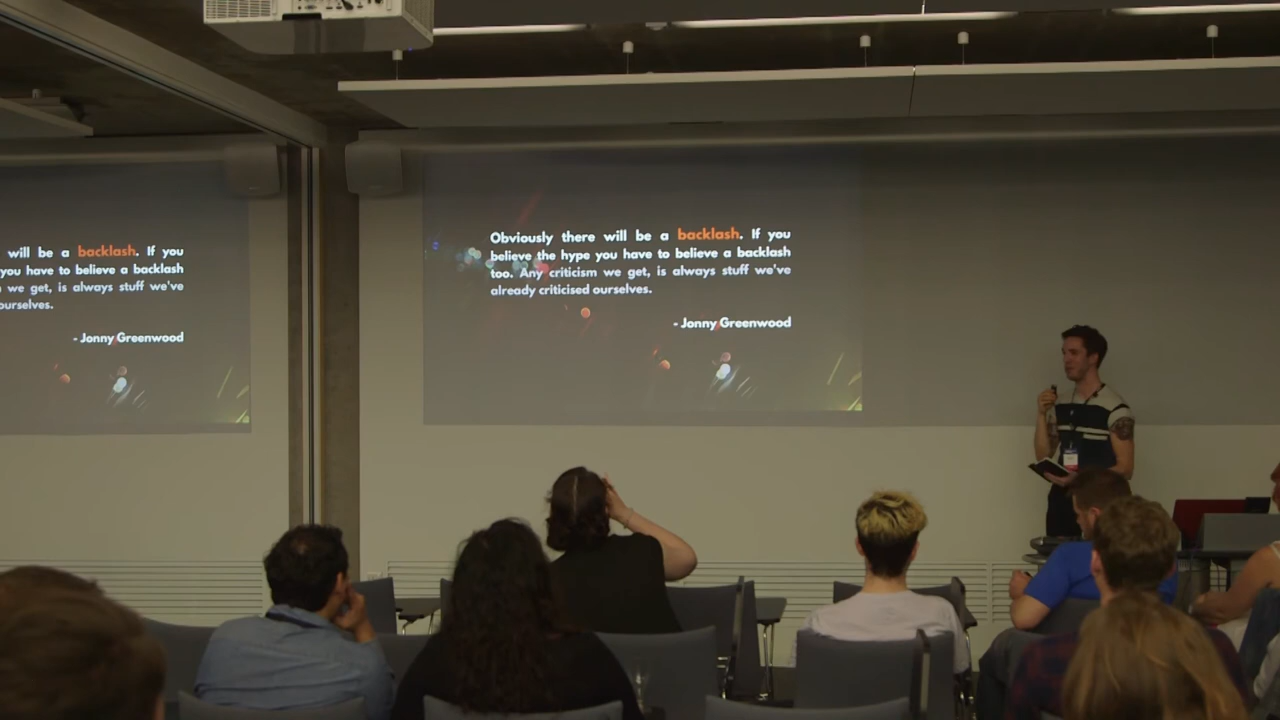 will be a backlash. If you
you have to believe a backlash
we get, is always stuff we've
ourselves.
- Jonny Greenwood
Obviously there will be a backlash. If you
believe the hype you have to believe a backlash
too. Any criticism we get, is always stuff we've
already criticised ourselves.
- Jonny Greenwood